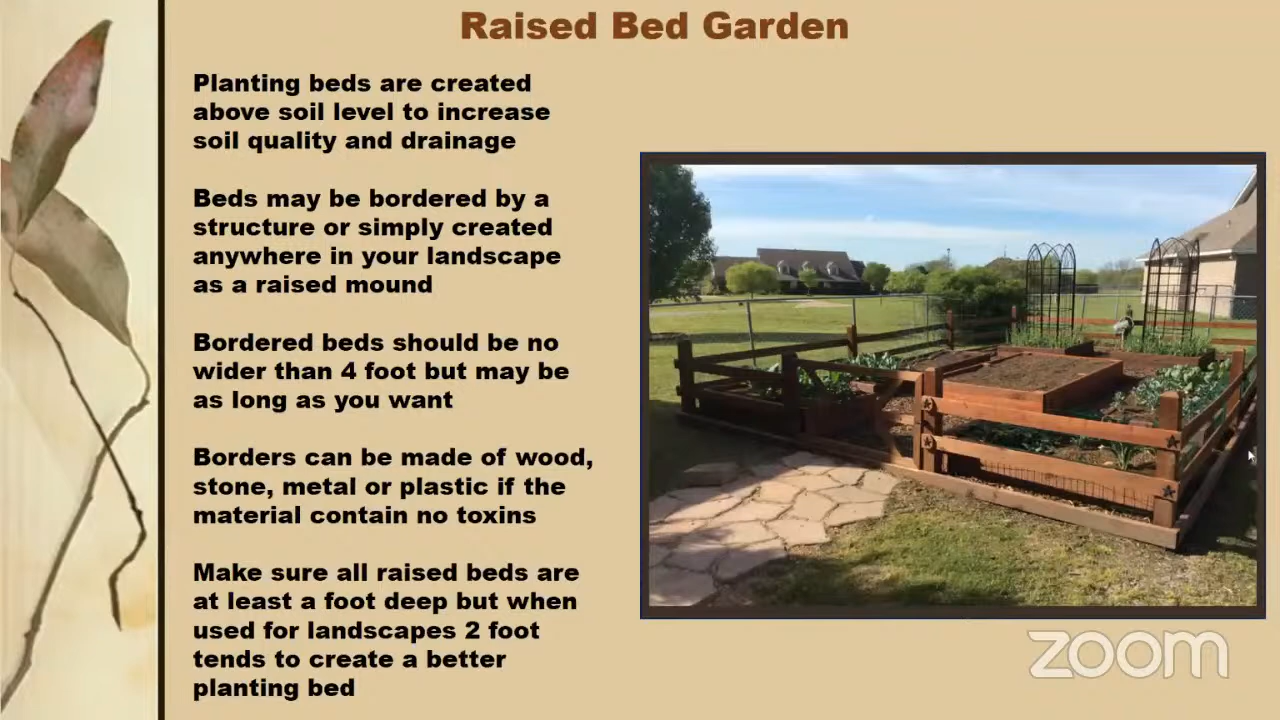 Raised Bed Garden
Planting beds are created
above soil level to increase
soil quality and drainage
Beds may be bordered by a
structure or simply created
anywhere in your landscape
as a raised mound
Bordered beds should be no
wider than 4 foot but may be
as long as you want
Borders can be made of wood,
stone, metal or plastic if the
material contain no toxins
Make sure all raised beds are
at least a foot deep but when
used for landscapes 2 foot
tends to create a better
planting bed
zoom